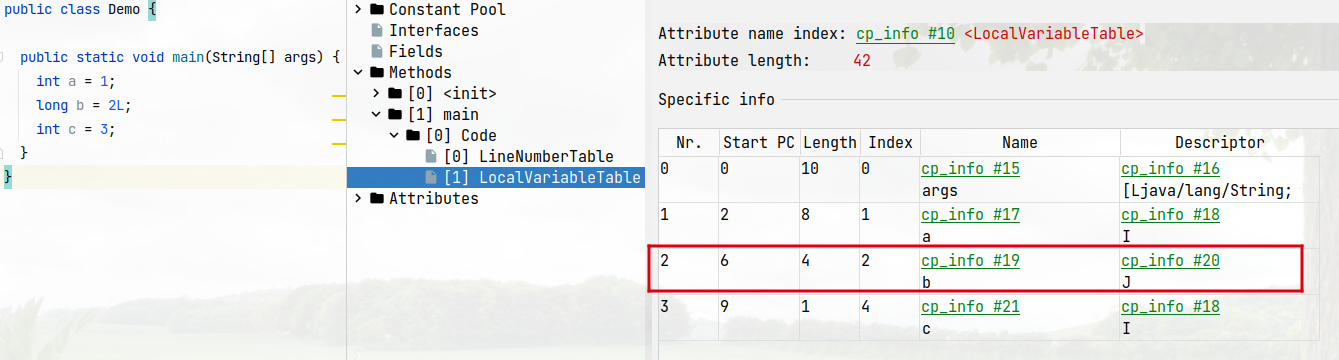 public class Demo {
public static void main(String[] args) {
int a = 1;
long b = 2L;
int c = 3;
}
}
Constant Pool
Interfaces
Fields
Methods
[0] <init>
[1] main
[0] Code
[0] LineNumberTable
[1] LocalVariableTable
Attributes
Attribute name index: cp_info #10 <LocalVariableTable>
Attribute length: 42
Specific info
Nr. Start PC Length Index Name Descriptor
0 0 10 0 cp_info #15 cp_info #16
args [Ljava/lang/String;
1 2 8 1 cp_info #17 cp_info #18
a I
2 6 4 2 cp_info #19 cp_info #20
b J
3 9 1 4 cp_info #21 cp_info #18
c I